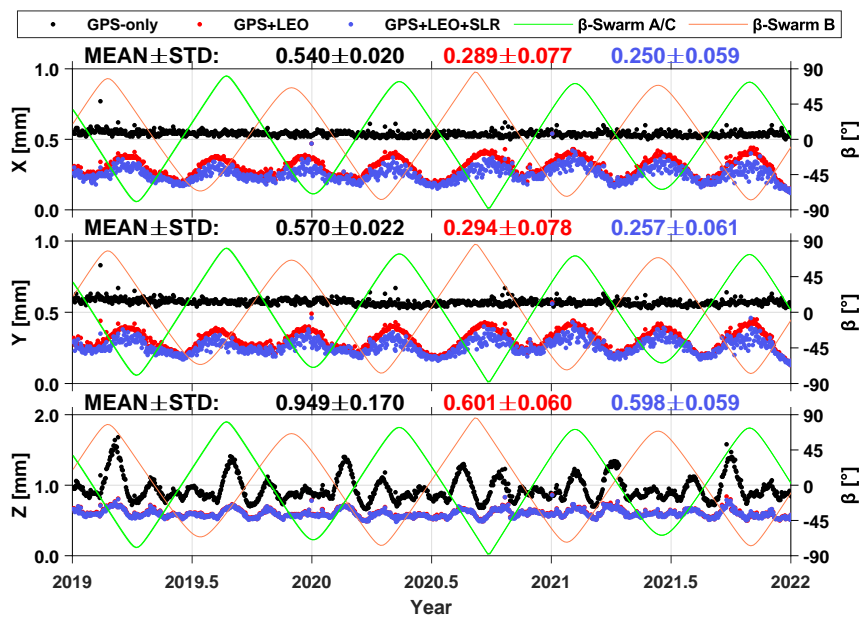 GPS-only GPS+LEO GPS+LEO+SLR β-Swarm A/C β-Swarm B
MEAN±STD: 0.540±0.020 0.289±0.077 0.250±0.059
1.0 90
45
X [mm] 0.5 0 β [°]
-45
0.0 -90
MEAN±STD: 0.570±0.022 0.294±0.078 0.257±0.061
1.0 90
45
Y [mm] 0.5 0 β [°]
-45
0.0 -90
MEAN±STD: 0.949±0.170 0.601±0.060 0.598±0.059
2.0 90
45
Z [mm] 1.0 0 β [°]
-45
0.0 -90
2019 2019.5 2020 2020.5 2021 2021.5 2022
Year